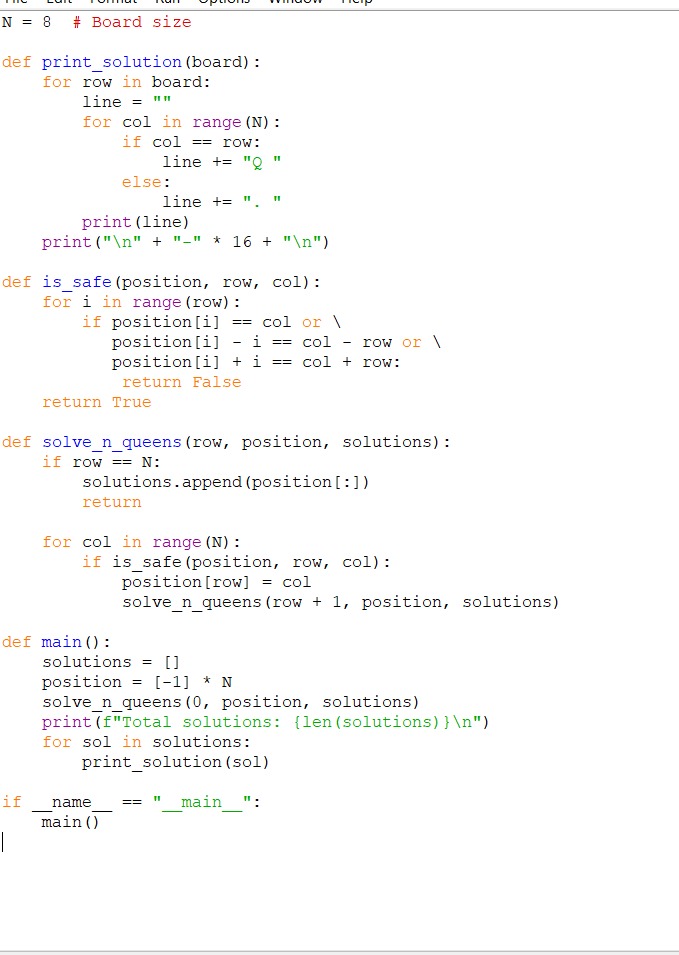 File Edit Format Run Options Window Help
N = 8  # Board size

def print_solution(board):
    for row in board:
        line = ""
        for col in range(N):
            if col == row:
                line += "Q "
            else:
                line += ". "
        print(line)
    print("\n" + "-" * 16 + "\n")

def is_safe(position, row, col):
    for i in range(row):
        if position[i] == col or \
           position[i] - i == col - row or \
           position[i] + i == col + row:
            return False
    return True

def solve_n_queens(row, position, solutions):
    if row == N:
        solutions.append(position[:])
        return

    for col in range(N):
        if is_safe(position, row, col):
            position[row] = col
            solve_n_queens(row + 1, position, solutions)

def main():
    solutions = []
    position = [-1] * N
    solve_n_queens(0, position, solutions)
    print(f"Total solutions: {len(solutions)}\n")
    for sol in solutions:
        print_solution(sol)

if __name__ == "__main__":
    main()